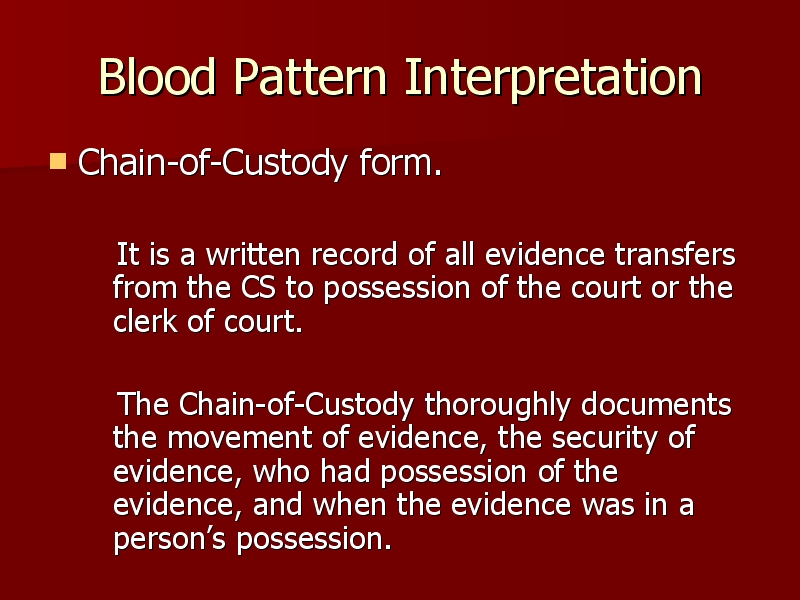 Blood Pattern Interpretation
Chain-of-Custody form.
It is a written record of all evidence transfers
from the CS to possession of the court or the
clerk of court.
The Chain-of-Custody thoroughly documents
the movement of evidence, the security of
evidence, who had possession of the
evidence, and when the evidence was in a
person’s possession.